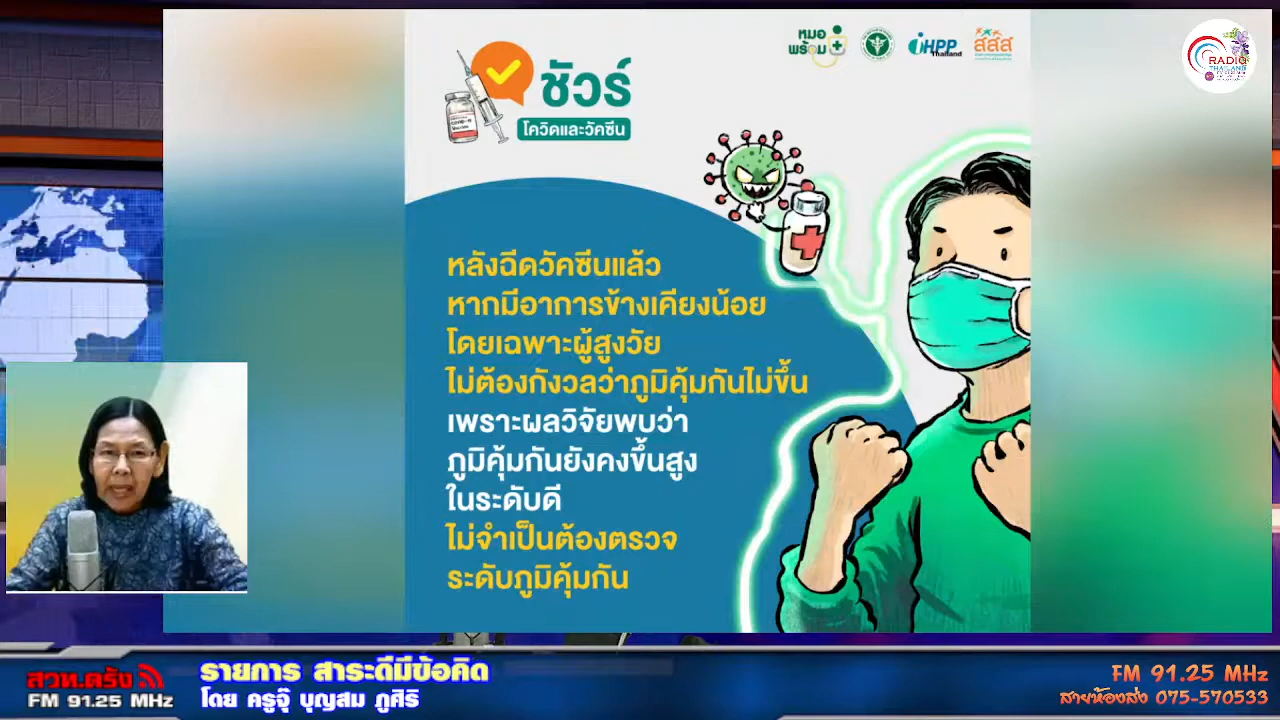 หมอ
พร้อม
iHPP
Thailand
สสส
RADIO
THAILAND
ชัวร์
โควิดและวัคซีน
COVID-19
Vaccine
หลังฉีดวัคซีนแล้ว
หากมีอาการข้างเคียงน้อย
โดยเฉพาะผู้สูงวัย
ไม่ต้องกังวลว่าภูมิคุ้มกันไม่ขึ้น
เพราะผลวิจัยพบว่า
ภูมิคุ้มกันยังคงขึ้นสูง
ในระดับดี
ไม่จำเป็นต้องตรวจ
ระดับภูมิคุ้มกัน
สวท.ตรัง
FM 91.25 MHz
รายการ สาระดีมีข้อคิด
โดย ครูจุ๊ บุญสม ภูศิริ
FM 91.25 MHz
สายห้องส่ง 075-570533